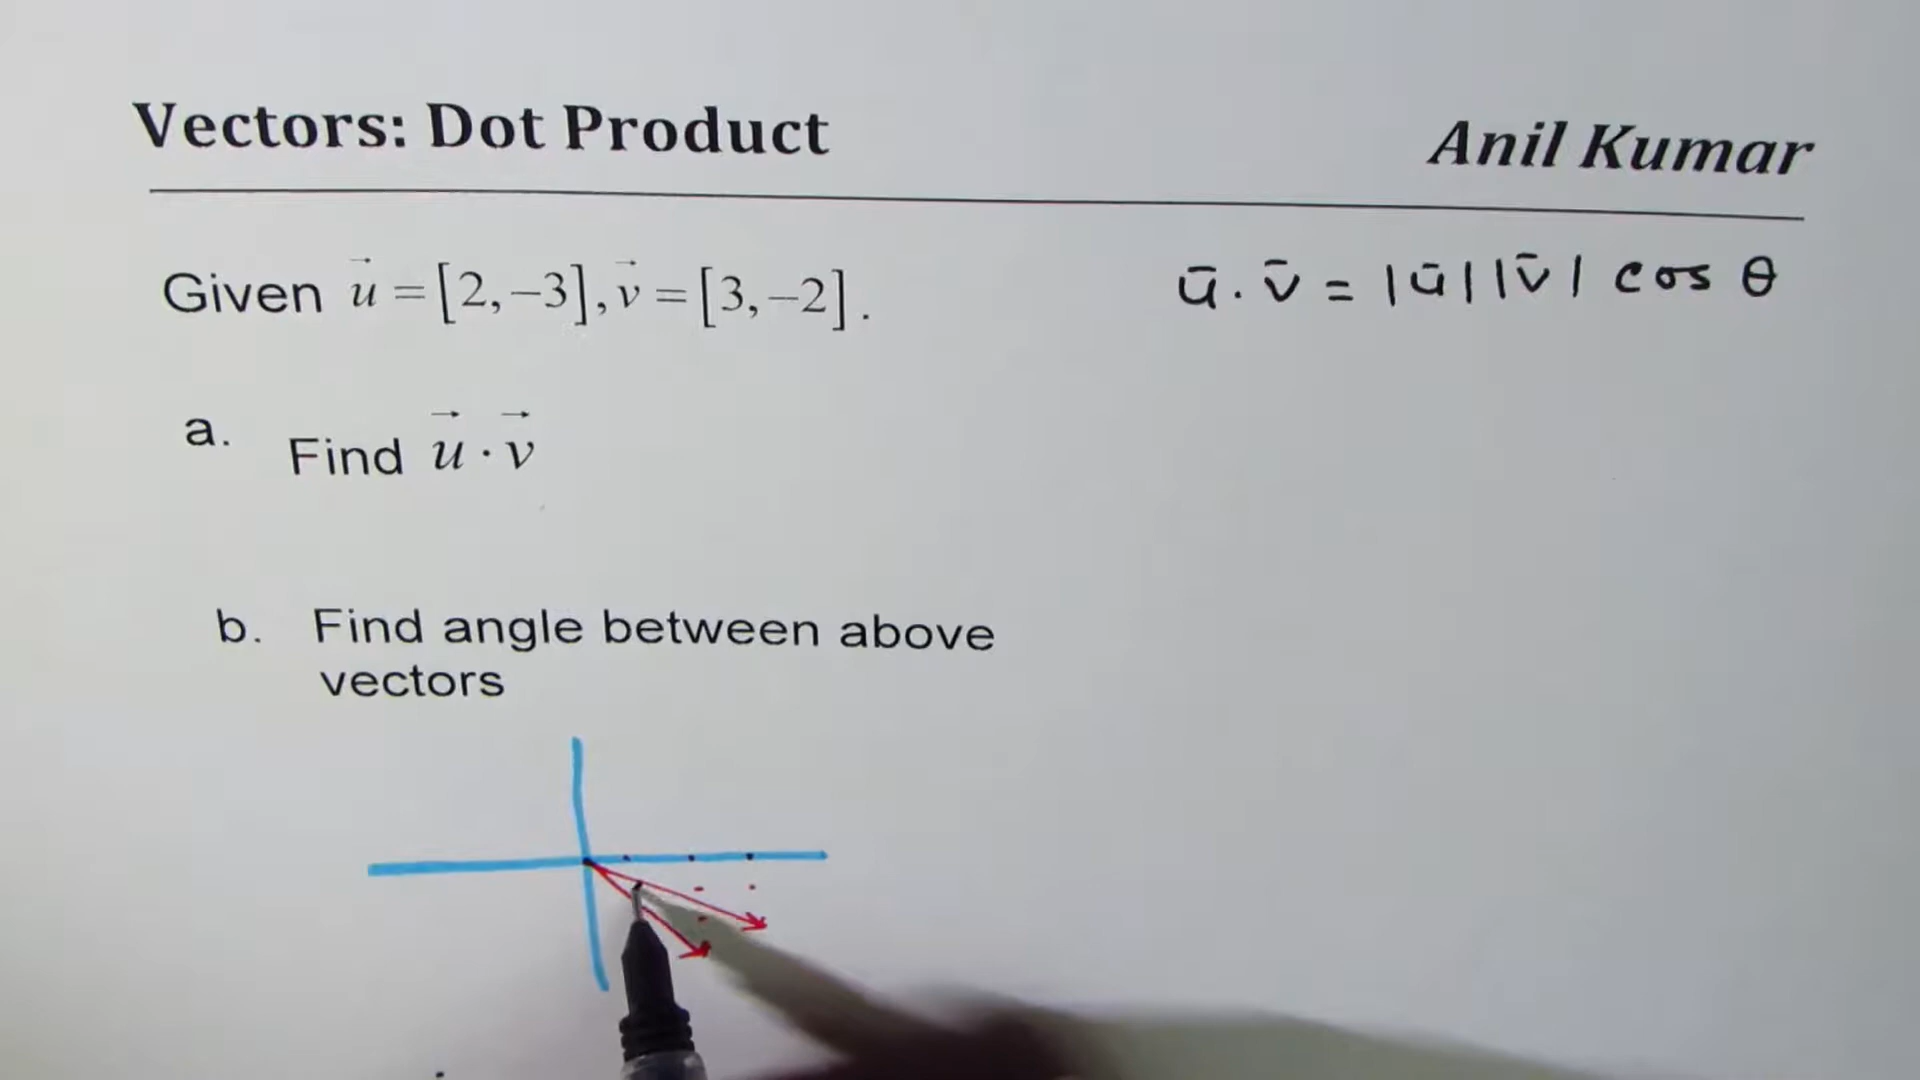 Vectors: Dot Product
Anil Kumar
Given u⃗ = [2,−3], v⃗ = [3,−2].
ū · v̄ = |ū| |v̄| cos θ
a. Find u⃗ · v⃗
b. Find angle between above
vectors